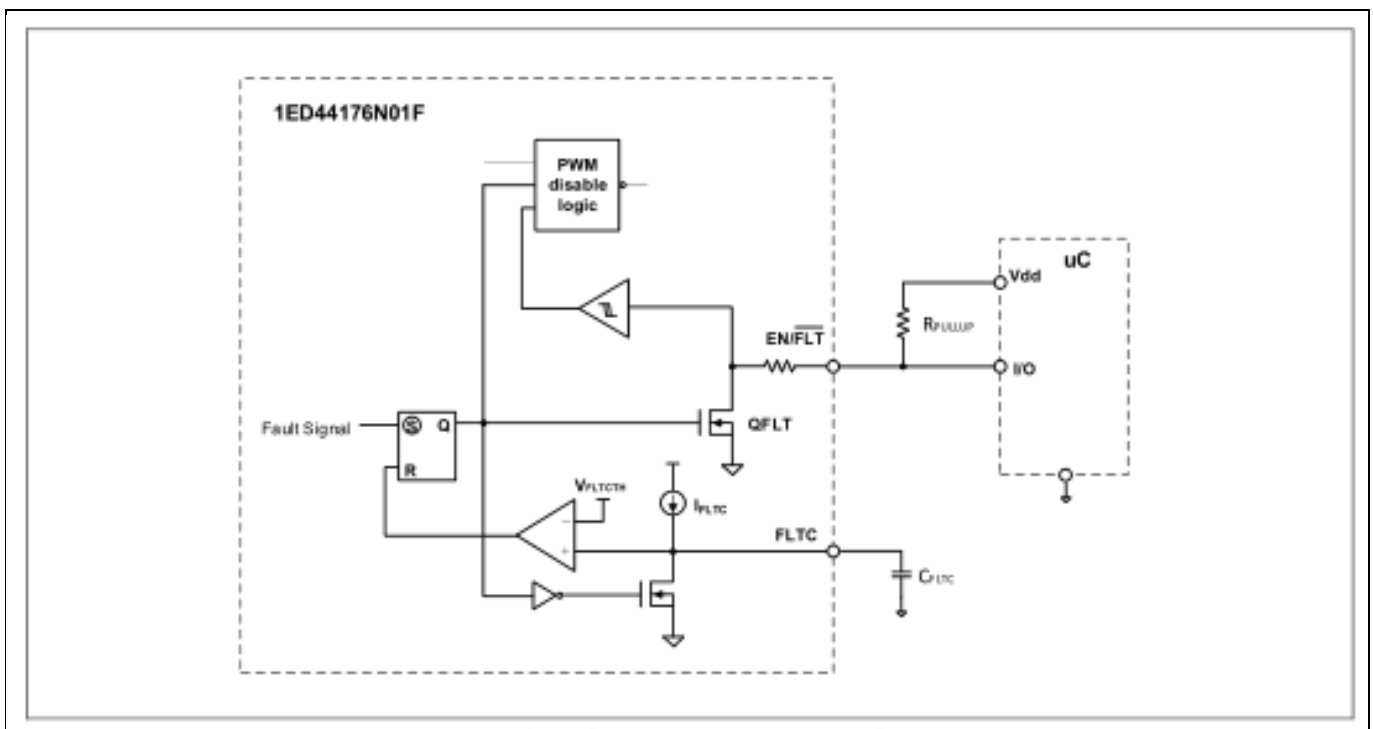 1ED44176N01F
PWM
disable
logic
uC
Vdd
RPULLUP
EN/FLT
I/O
Fault Signal
S
Q
QFLT
R
VFLTCTH
IFLTC
FLTC
CFLTC